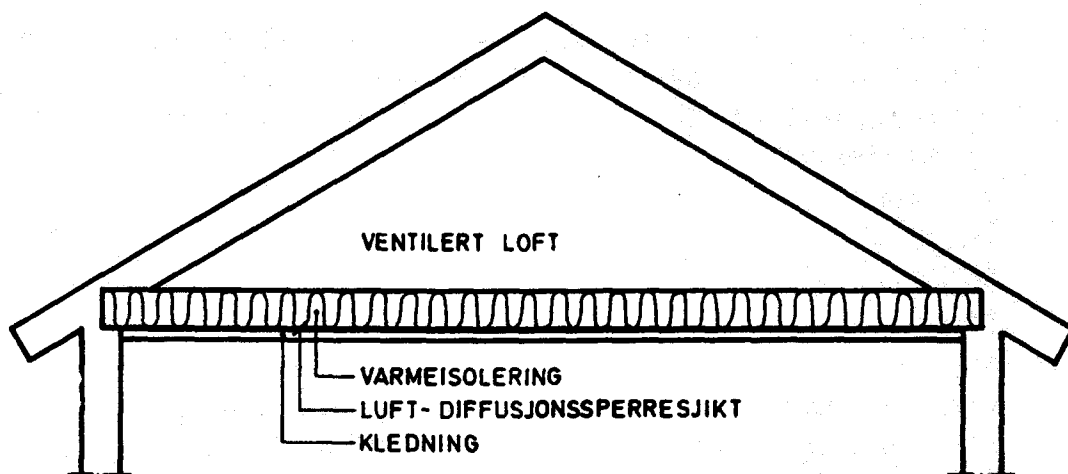 VENTILERT LOFT
VARMEISOLERING
LUFT- DIFFUSJONSSPERRESJIKT
KLEDNING